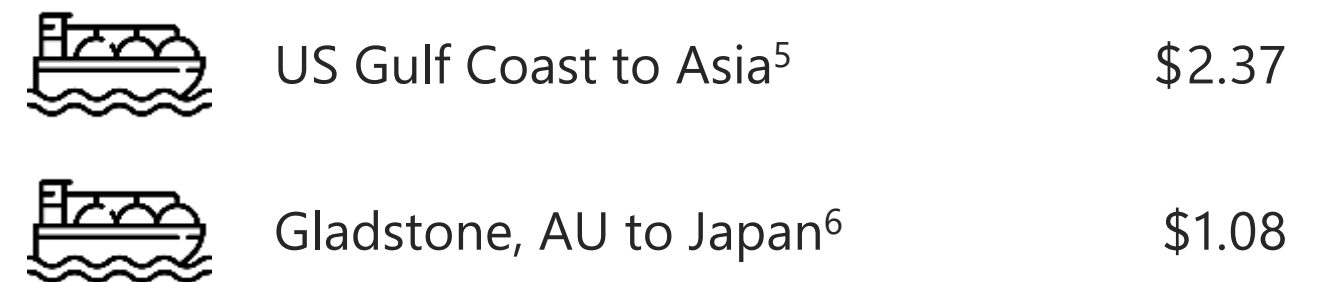 US Gulf Coast to Asia⁵ $2.37
Gladstone, AU to Japan⁶ $1.08